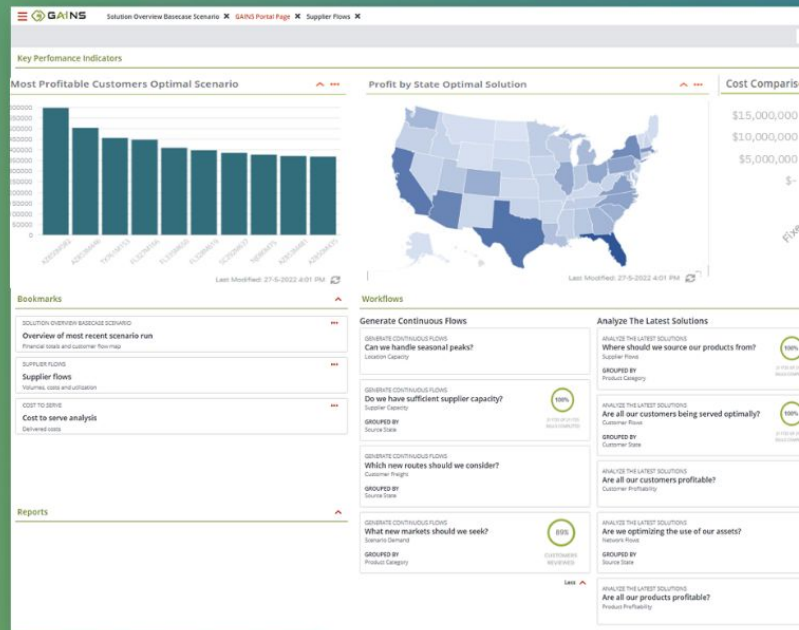 GAINS
Solution Overview Basecase Scenario ✖ GAINS Portal Page ✖ Supplier Flows ✖
Key Perfomance Indicators
Most Profitable Customers Optimal Scenario
Last Modified: 27-5-2022 4:01 PM
Profit by State Optimal Solution
Last Modified: 27-5-2022 4:01 PM
Cost Comparis
$15,000,000
$10,000,000
$5,000,000
$-
Fixe
Bookmarks
SOLUTION OVERVIEW BASECASE SCENARIO
Overview of most recent scenario run
Financial totals and customer flow map
SUPPLIER FLOWS
Supplier flows
Volumes, costs and utilisation
COST TO SERVE
Cost to serve analysis
Delivered costs
Reports
Workflows
Generate Continuous Flows
GENERATE CONTINUOUS FLOWS
Can we handle seasonal peaks?
Location Capacity
GENERATE CONTINUOUS FLOWS
Do we have sufficient supplier capacity?
Supplier Capacity
GROUPED BY
Source State
100%
GENERATE CONTINUOUS FLOWS
Which new routes should we consider?
Customer Freight
GROUPED BY
Source State
GENERATE CONTINUOUS FLOWS
What new markets should we seek?
Scenario Demand
GROUPED BY
Product Category
CUSTOMERS
REVIEWED
Less
Analyze The Latest Solutions
ANALYZE THE LATEST SOLUTIONS
Where should we source our products from?
Supplier Flows
GROUPED BY
Product Category
100%
ANALYZE THE LATEST SOLUTIONS
Are all our customers being served optimally?
Customer Flows
GROUPED BY
Customer State
100%
ANALYZE THE LATEST SOLUTIONS
Are all our customers profitable?
Customer Profitability
ANALYZE THE LATEST SOLUTIONS
Are we optimizing the use of our assets?
Network Flows
GROUPED BY
Source State
ANALYZE THE LATEST SOLUTIONS
Are all our products profitable?
Product Profitability